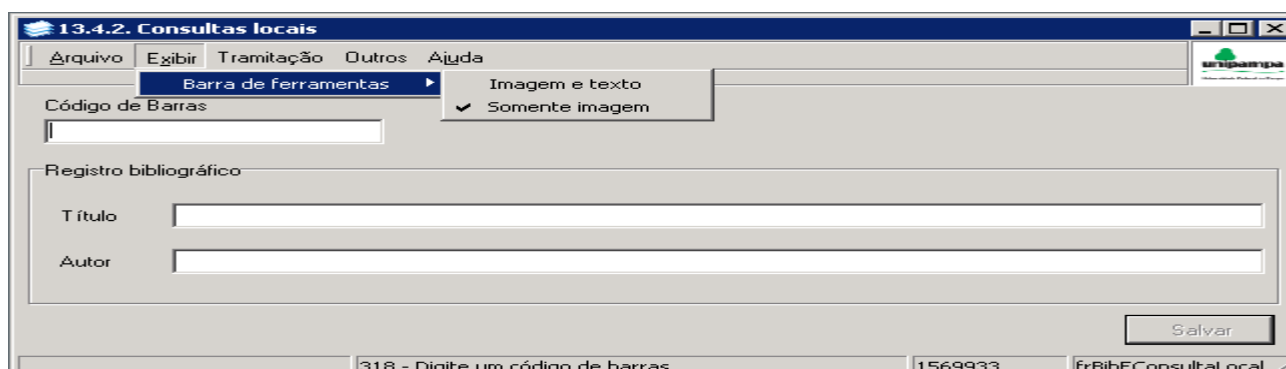 13.4.2. Consultas locais
Arquivo Exibir Tramitação Outros Ajuda
unipampa
Barra de ferramentas
Imagem e texto
Somente imagem
Código de Barras
Registro bibliográfico
Título
Autor
Salvar
318 - Digite um código de barras 1569933 frBibEConsultaLocal